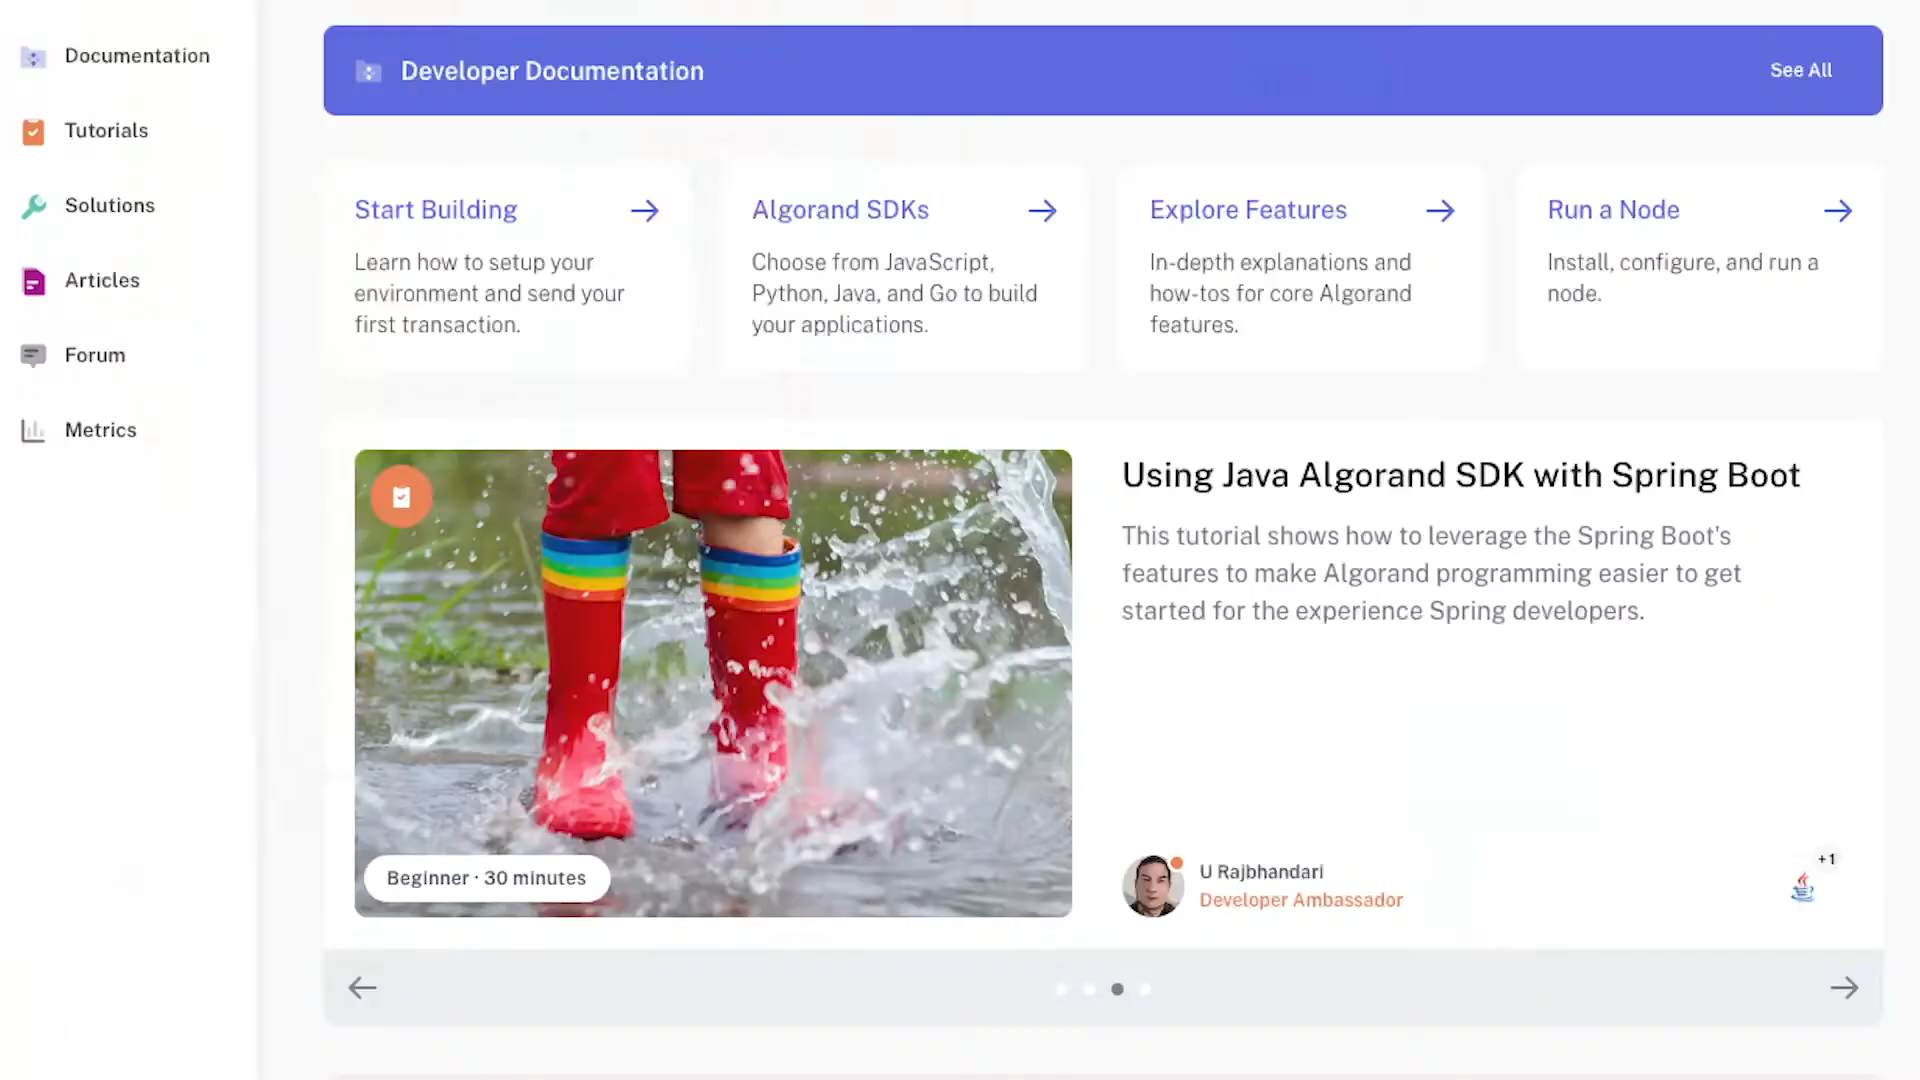 Documentation
Tutorials
Solutions
Articles
Forum
Metrics
Developer Documentation
See All
Start Building
Learn how to setup your
environment and send your
first transaction.
Algorand SDKs
Choose from JavaScript,
Python, Java, and Go to build
your applications.
Explore Features
In-depth explanations and
how-tos for core Algorand
features.
Run a Node
Install, configure, and run a
node.
Beginner · 30 minutes
Using Java Algorand SDK with Spring Boot
This tutorial shows how to leverage the Spring Boot's
features to make Algorand programming easier to get
started for the experience Spring developers.
U Rajbhandari
Developer Ambassador
+1